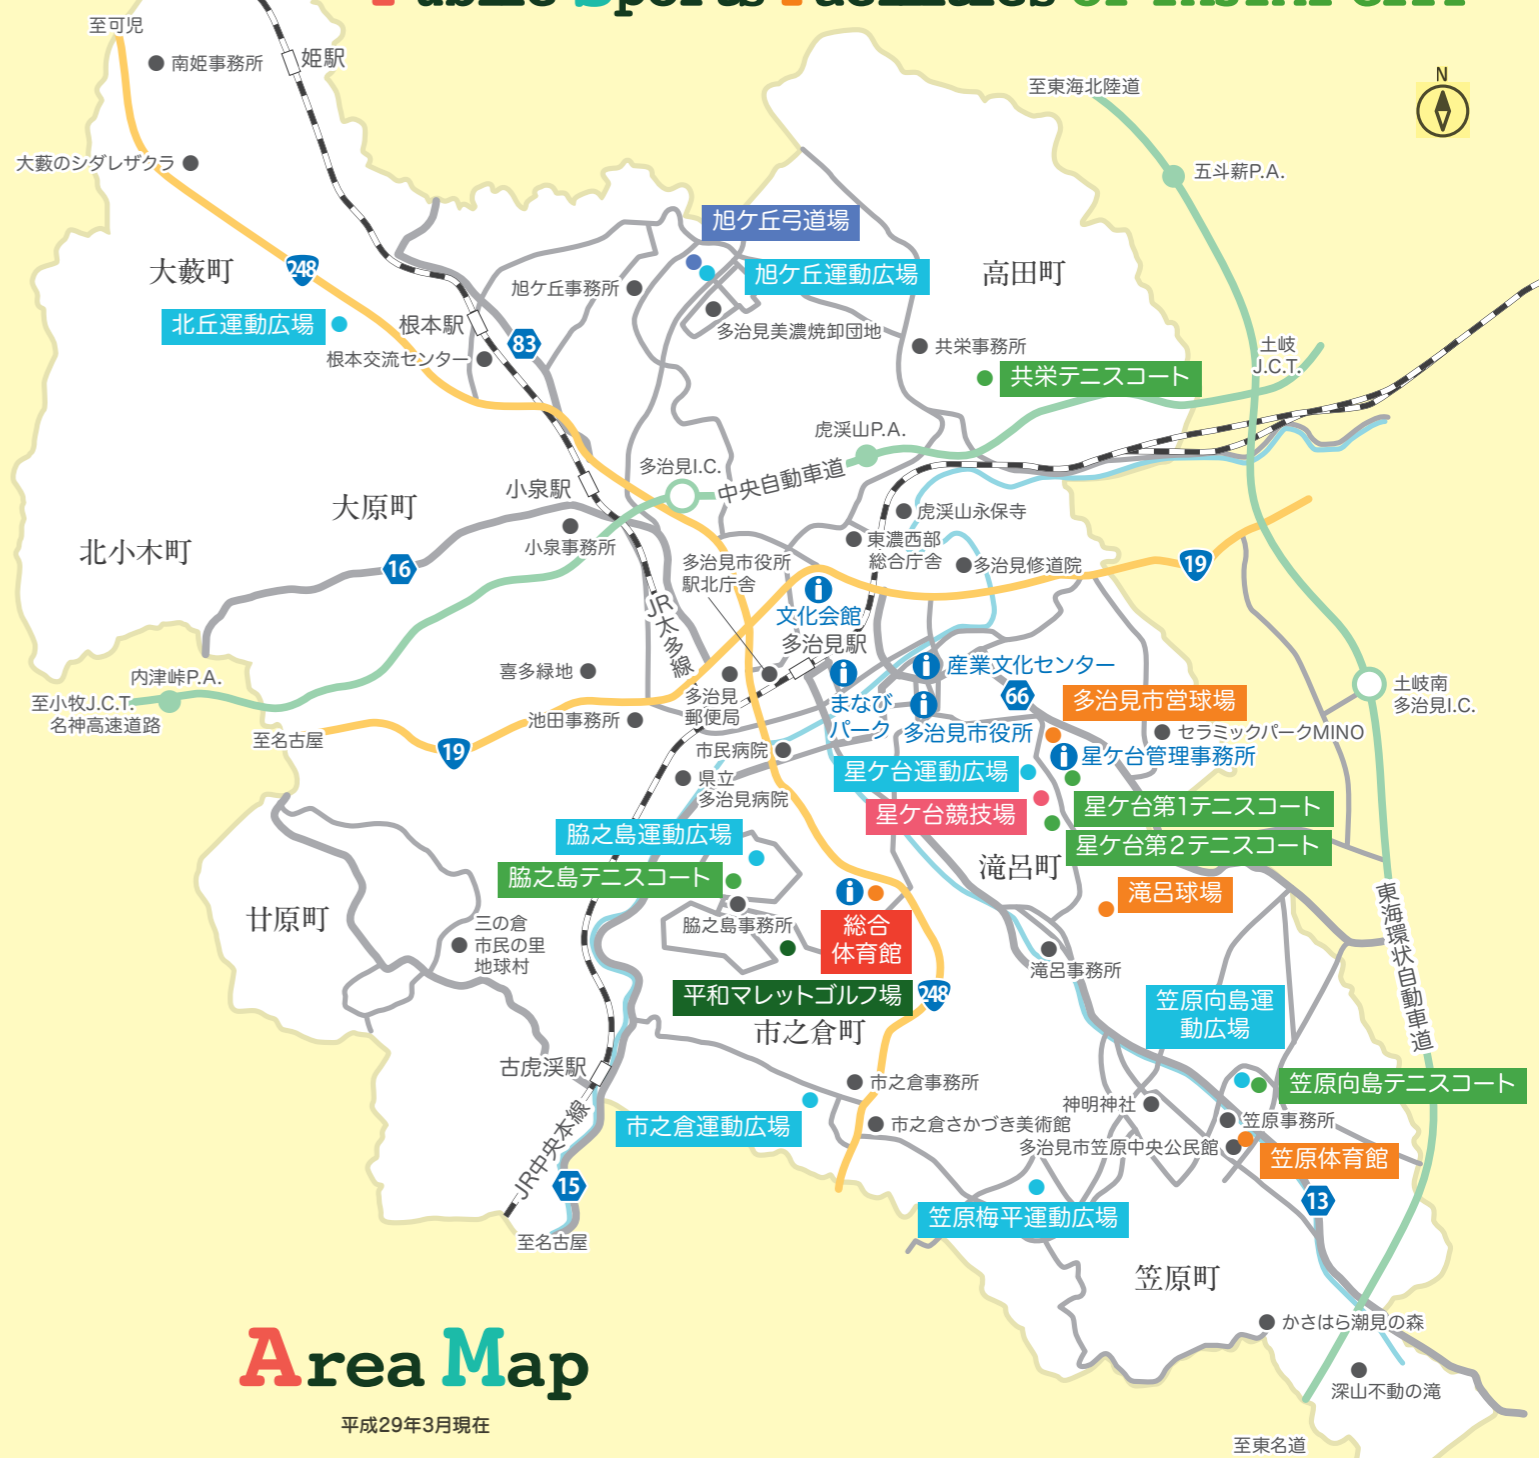 Public Sports Facilities of TAJIMI CITY
至可児
南姫事務所
姫駅
至東海北陸道
N
大藪のシダレザクラ
五斗蒔P.A.
旭ケ丘弓道場
大藪町
248
旭ケ丘事務所
旭ケ丘運動広場
高田町
北丘運動広場
根本駅
83
多治見美濃焼卸団地
共栄事務所
根本交流センター
土岐
J.C.T.
共栄テニスコート
虎渓山P.A.
多治見I.C.
中央自動車道
小泉駅
大原町
虎渓山永保寺
北小木町
小泉事務所
16
東濃西部
総合庁舎
多治見修道院
19
多治見市役所
駅北庁舎
文化会館
JR太多線
多治見駅
産業文化センター
喜多緑地
内津峠P.A.
至小牧J.C.T.
名神高速道路
66
土岐南
多治見I.C.
多治見
郵便局
まなび
パーク
多治見市役所
多治見市営球場
池田事務所
セラミックパークMINO
至名古屋
19
市民病院
星ケ台管理事務所
県立
多治見病院
星ケ台運動広場
星ケ台競技場
星ケ台第1テニスコート
星ケ台第2テニスコート
脇之島運動広場
脇之島テニスコート
滝呂町
滝呂球場
東海環状自動車道
廿原町
脇之島事務所
総合
体育館
三の倉
市民の里
地球村
滝呂事務所
平和マレットゴルフ場
248
笠原向島運
動広場
市之倉町
古虎渓駅
市之倉事務所
笠原向島テニスコート
神明神社
市之倉運動広場
市之倉さかづき美術館
笠原事務所
多治見市笠原中央公民館
笠原体育館
JR中央本線
15
13
笠原梅平運動広場
至名古屋
笠原町
かさはら潮見の森
Area Map
深山不動の滝
平成29年3月現在
至東名道